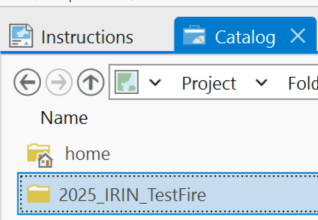 Instructions Catalog
Project Fold
Name
home
2025_IRIN_TestFire